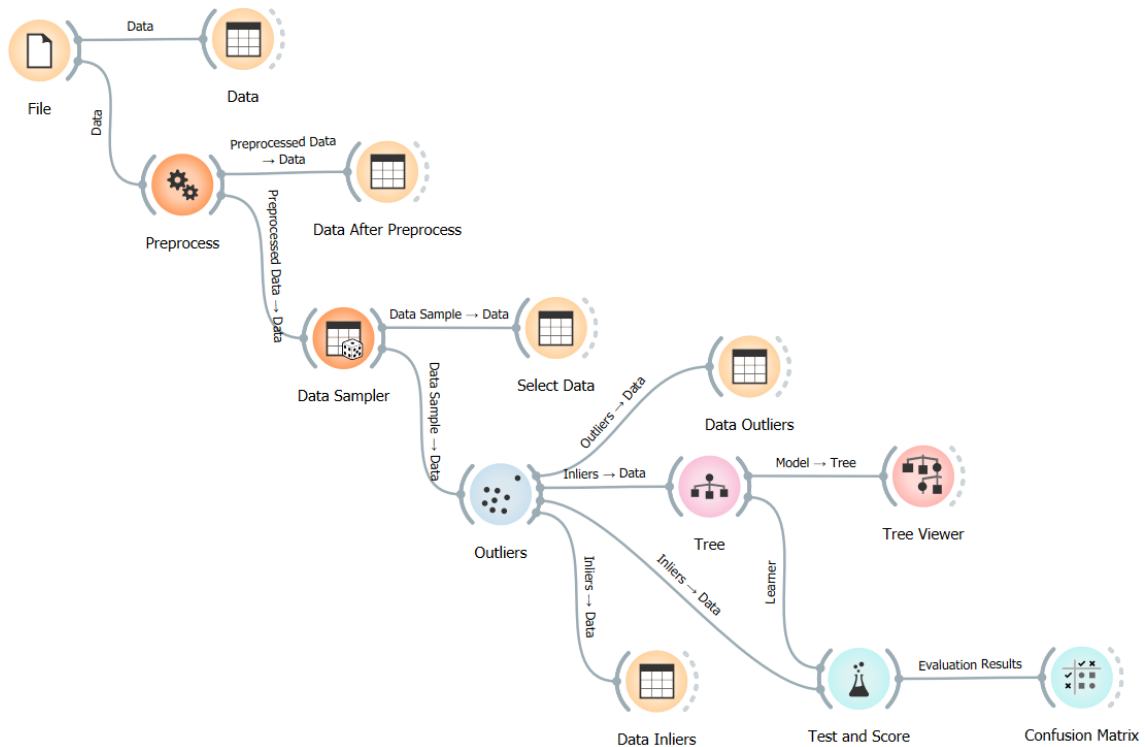 Data
File
Data
Data
Preprocessed Data
→ Data
Preprocess
Data After Preprocess
Preprocessed Data → Data
Data Sampler
Data Sample → Data
Select Data
Data Sample → Data
Outliers
Outliers → Data
Data Outliers
Inliers → Data
Tree
Model → Tree
Tree Viewer
Inliers → Data
Data Inliers
Inliers → Data
Learner
Test and Score
Evaluation Results
Confusion Matrix